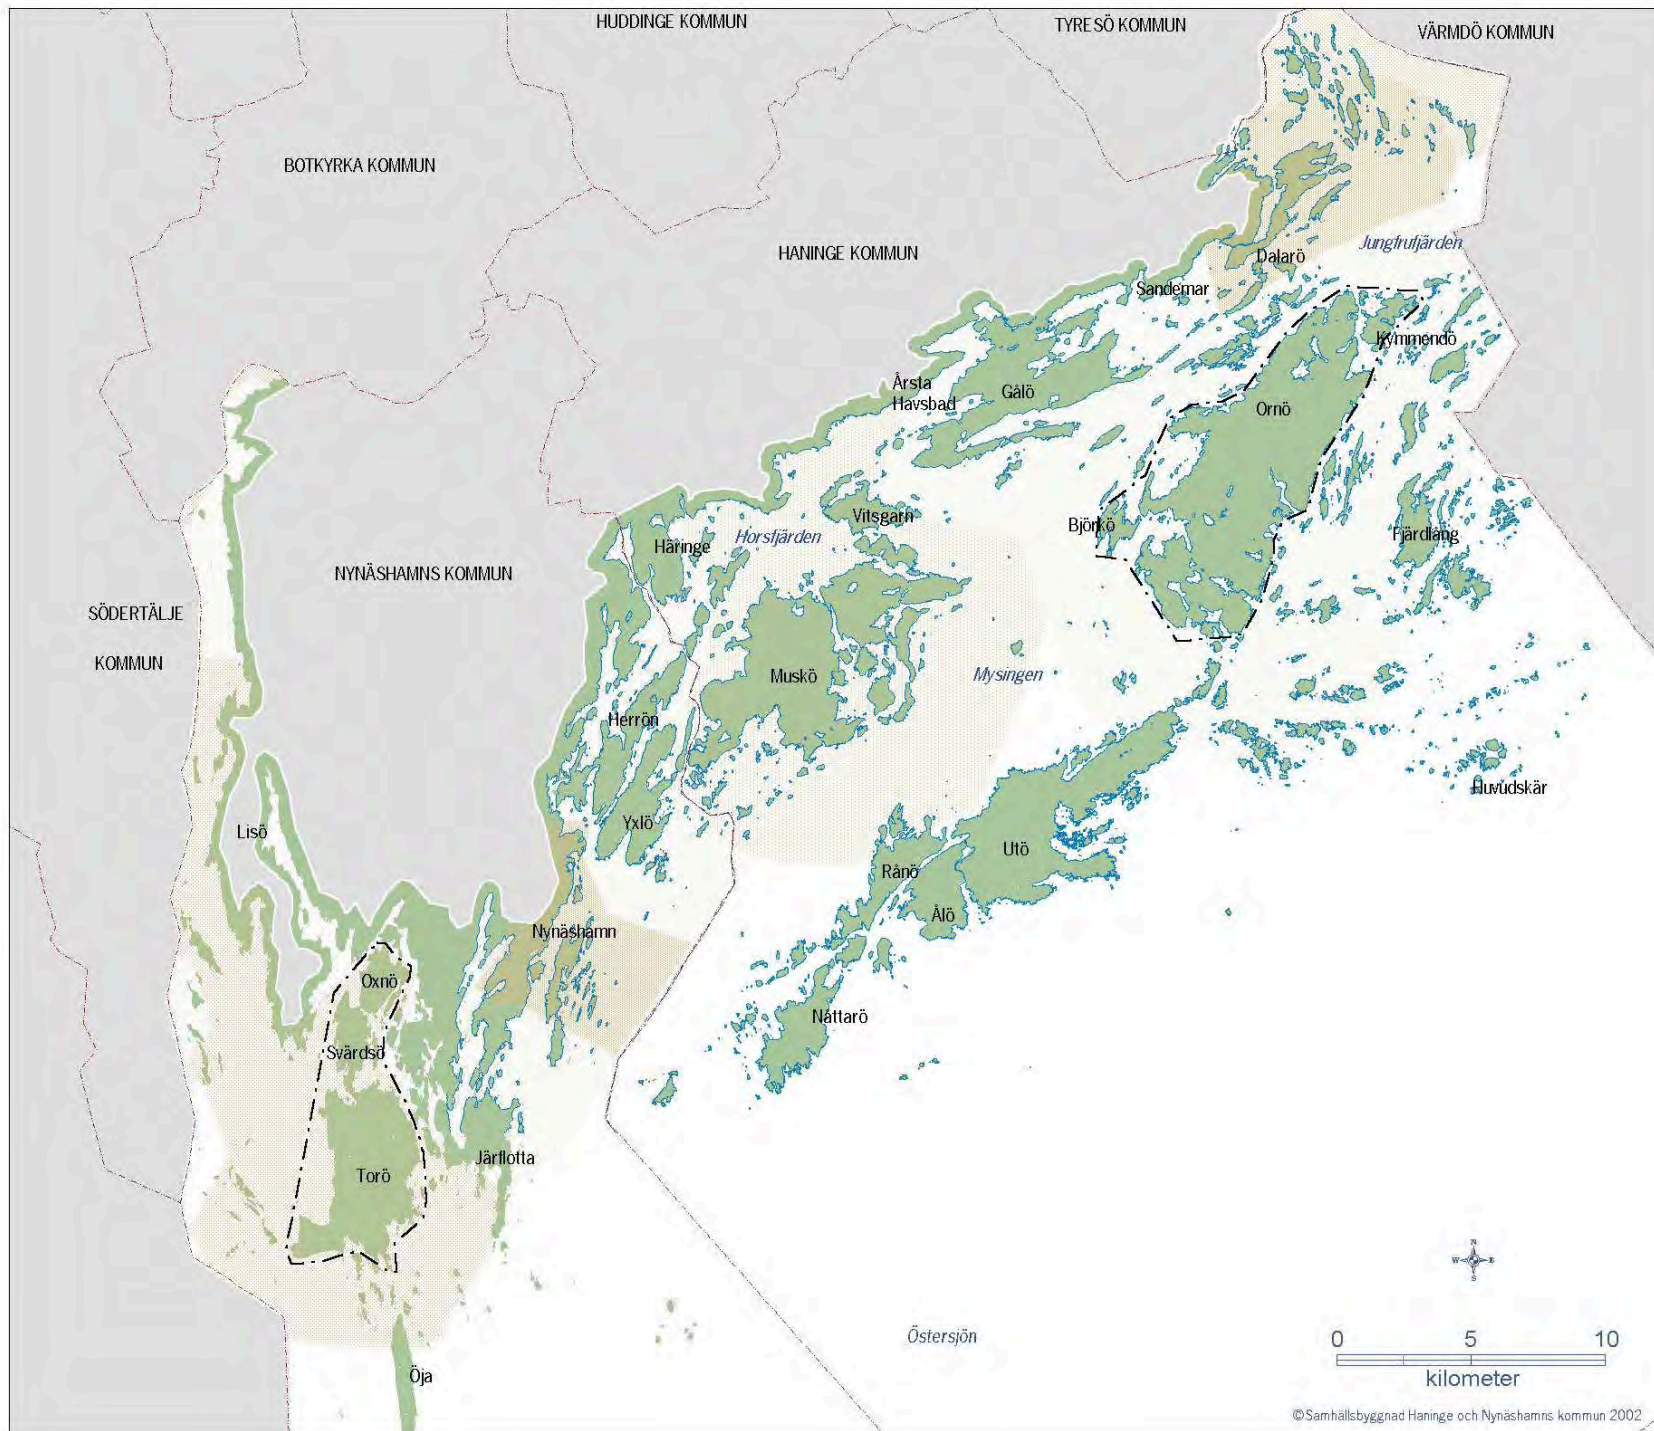 HUDDINGE KOMMUN
TYRESÖ KOMMUN
VÄRMDÖ KOMMUN
BOTKYRKA KOMMUN
HANINGE KOMMUN
Jungfrufjärden
Dalarö
Sandemar
Kymmendö
Årsta
Havsbad
Gålö
Ornö
Vitsgarn
Björkö
Fjärdlång
Horsfjärden
Häringe
NYNÄSHAMNS KOMMUN
SÖDERTÄLJE
KOMMUN
Muskö
Mysingen
Herrön
Huvudskär
Yxlö
Lisö
Utö
Rånö
Ålö
Nynäshamn
Oxnö
Nåttarö
Svärdsö
Järflotta
Torö
N
W
E
S
Östersjön
0 5 10
kilometer
Öja
©Samhällsbyggnad Haninge och Nynäshamns kommun 2002